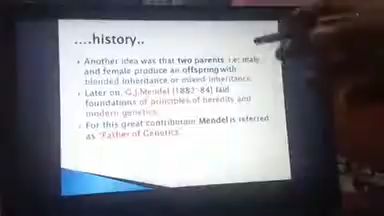 ....history..
Another idea was that two parents i.e: male
and female produce an offspring with
blended inheritance or mixed inheritance.
Later on, G.J.Mendel (1882-84) laid
foundations of principles of heredity and
modern genetics.
For this great contribution Mendel is referred
as "Father of Genetics".